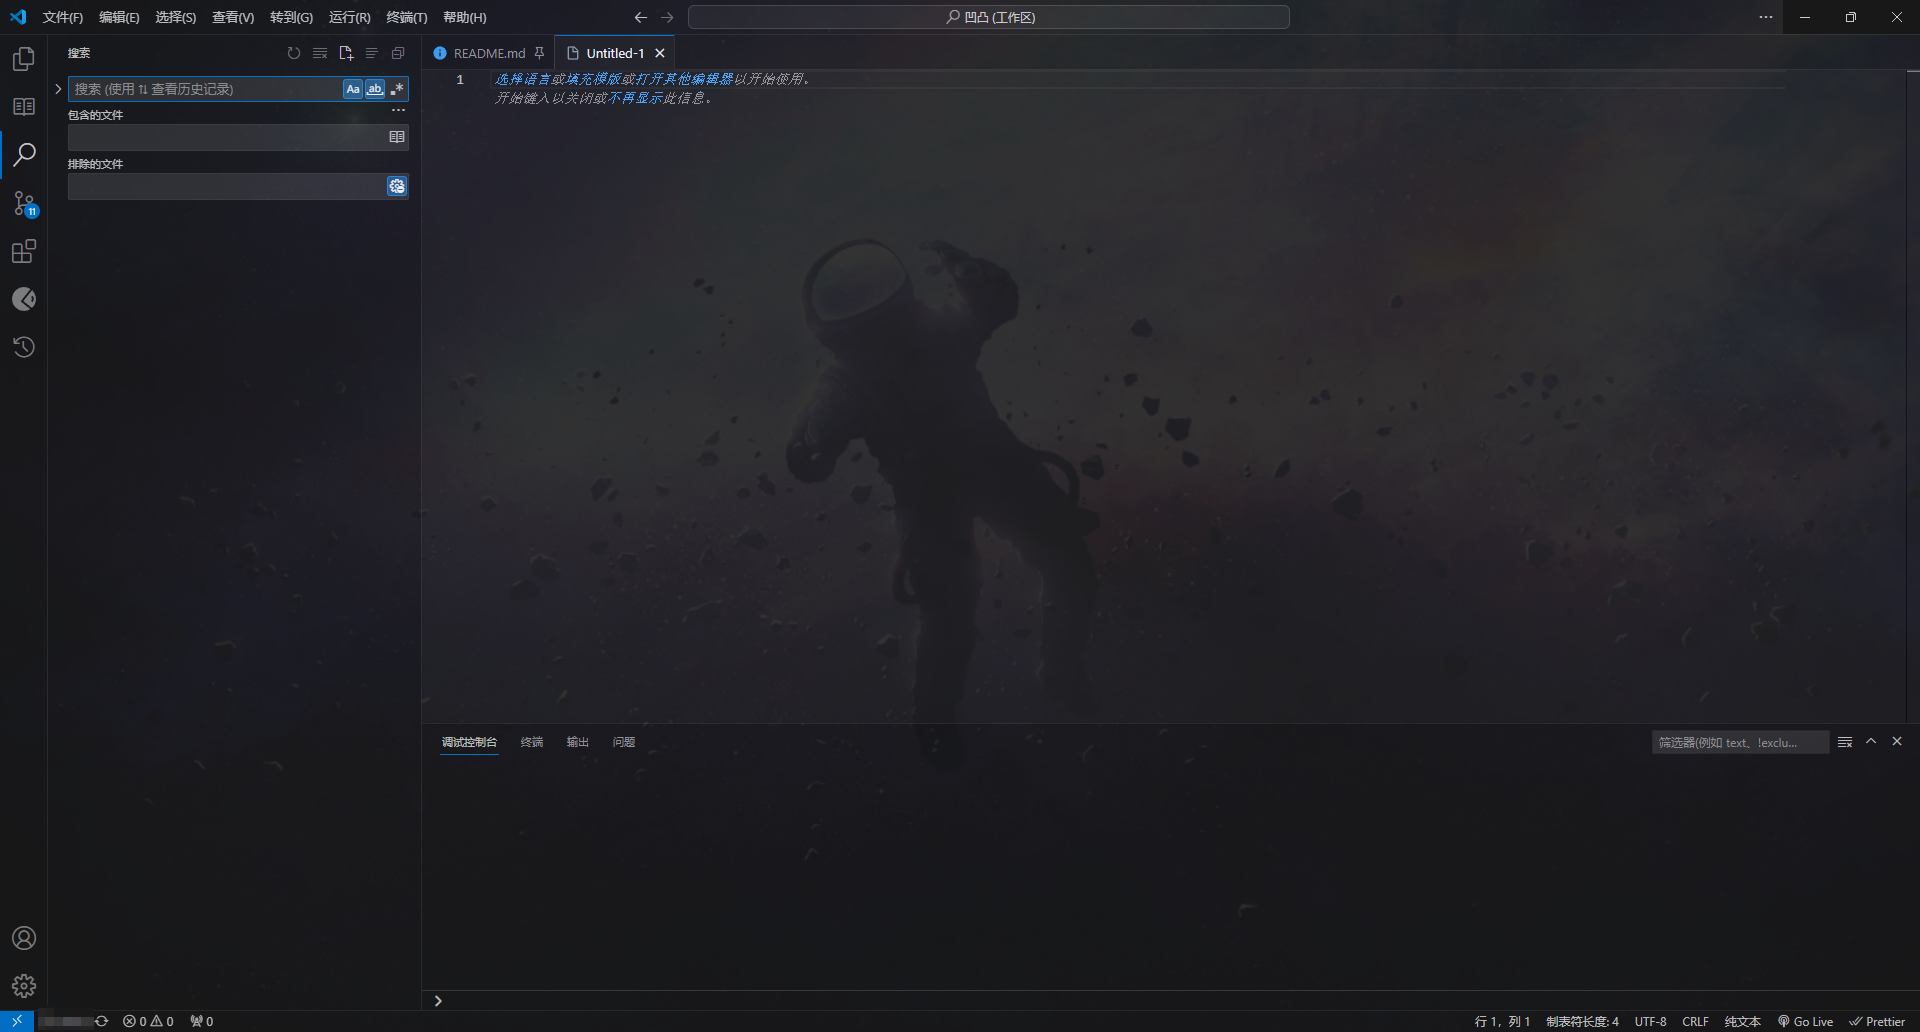 文件(F) 编辑(E) 选择(S) 查看(V) 转到(G) 运行(R) 终端(T) 帮助(H) 凹凸 (工作区)
搜索
README.md Untitled-1
搜索 (使用 ⇅ 查看历史记录) Aa ab
包含的文件
排除的文件
11
1 选择语言或填充模版或打开其他编辑器以开始使用。
开始键入以关闭或不再显示此信息。
调试控制台 终端 输出 问题 筛选器(例如 text、!exclu...
0 0 0 行 1，列 1 制表符长度: 4 UTF-8 CRLF 纯文本 Go Live Prettier